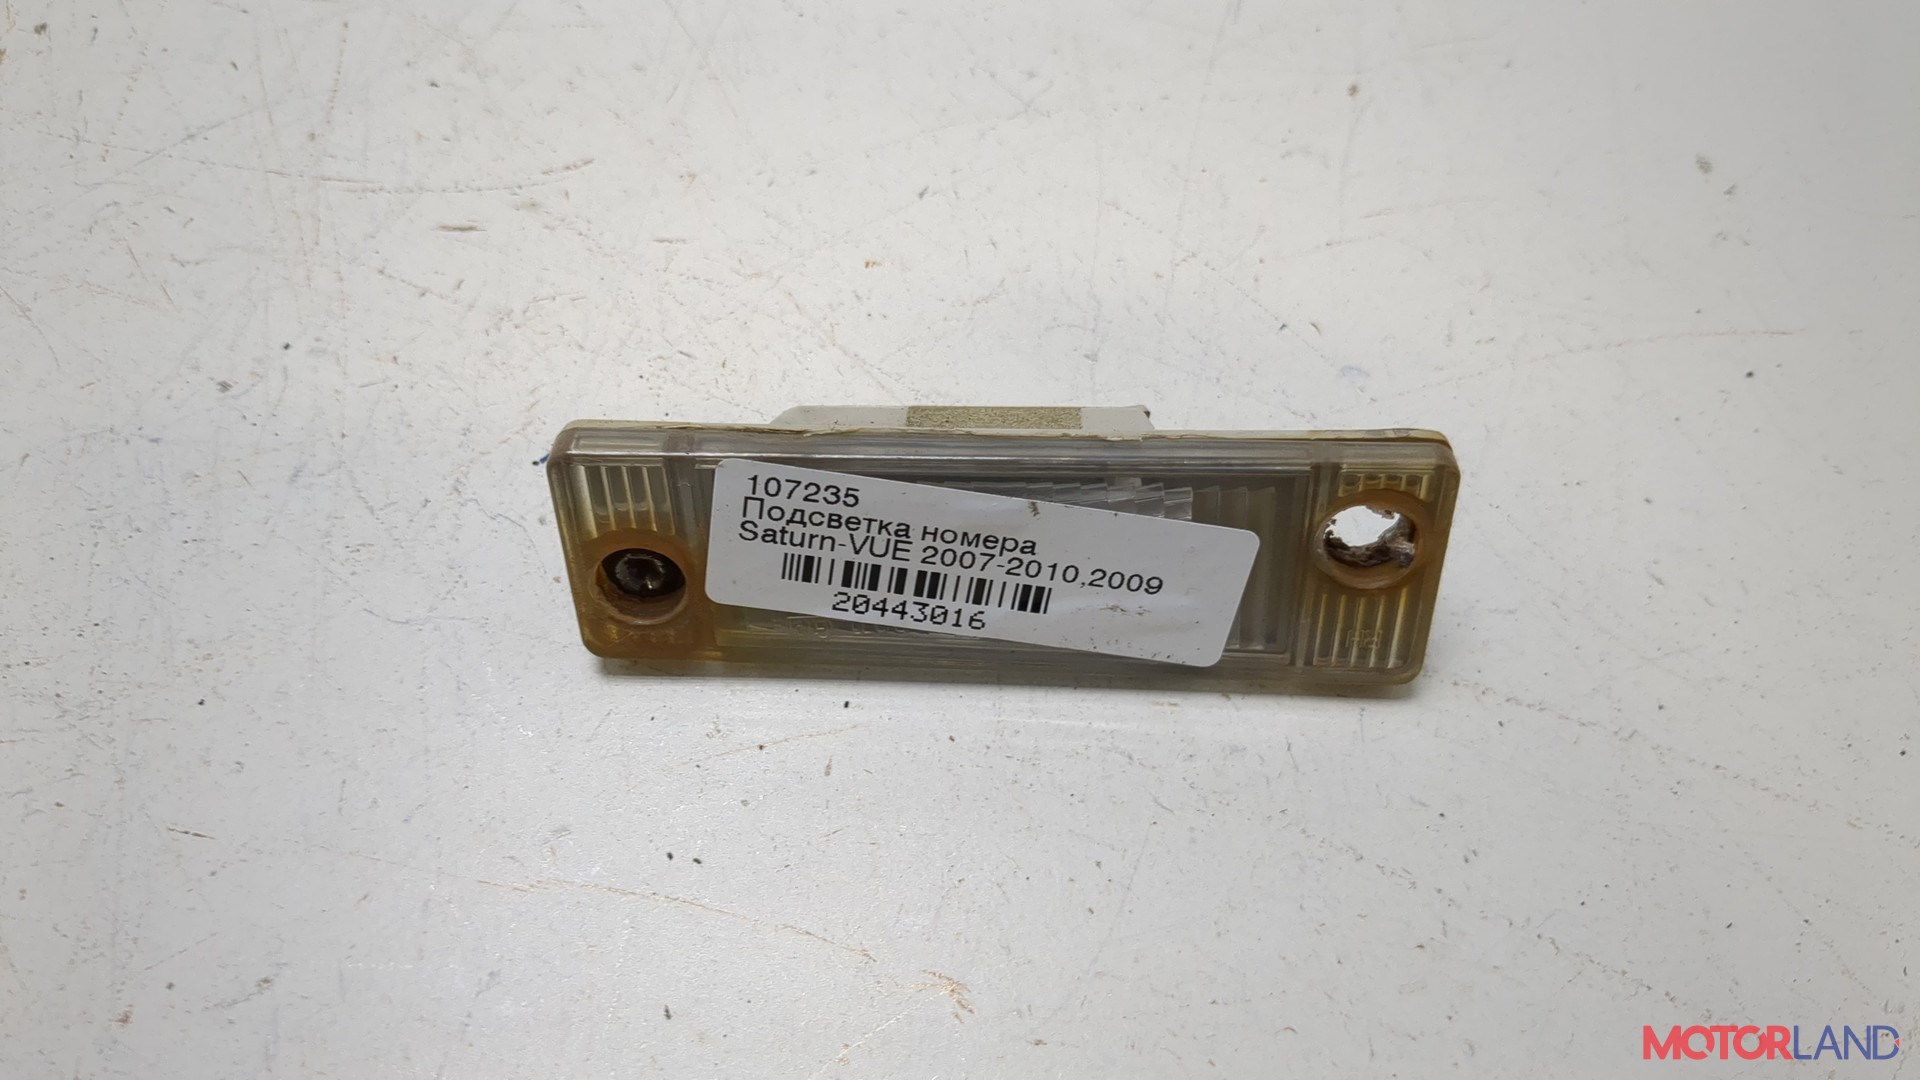 107235
Подсветка номера
Saturn-VUE 2007-2010,2009
20443016
MOTORLAND